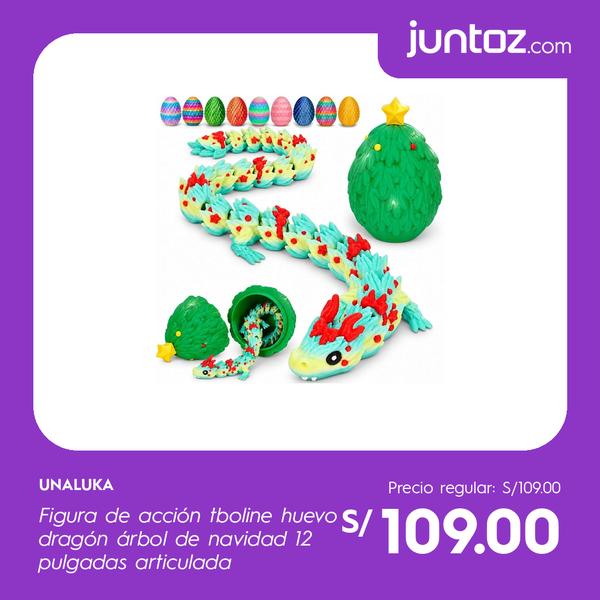 juntoz.com
UNALUKA
Figura de acción tboline huevo
dragón árbol de navidad 12
pulgadas articulada
Precio regular: S/109.00
S/ 109.00